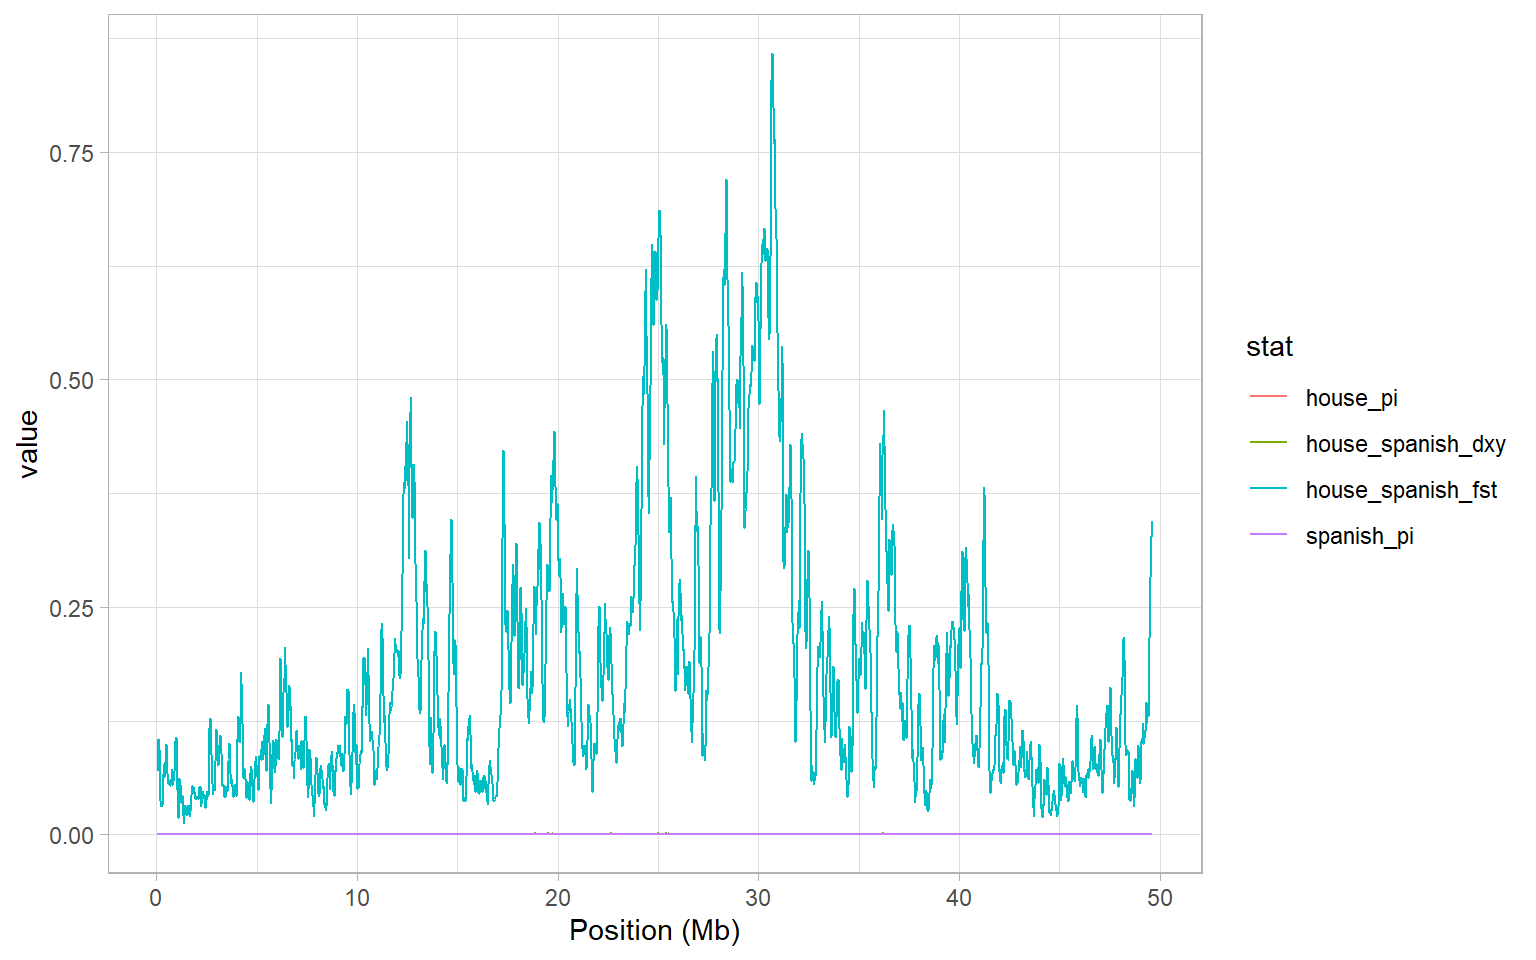 value
0.75
0.50
0.25
0.00
0 10 20 30 40 50
Position (Mb)
stat
house_pi
house_spanish_dxy
house_spanish_fst
spanish_pi